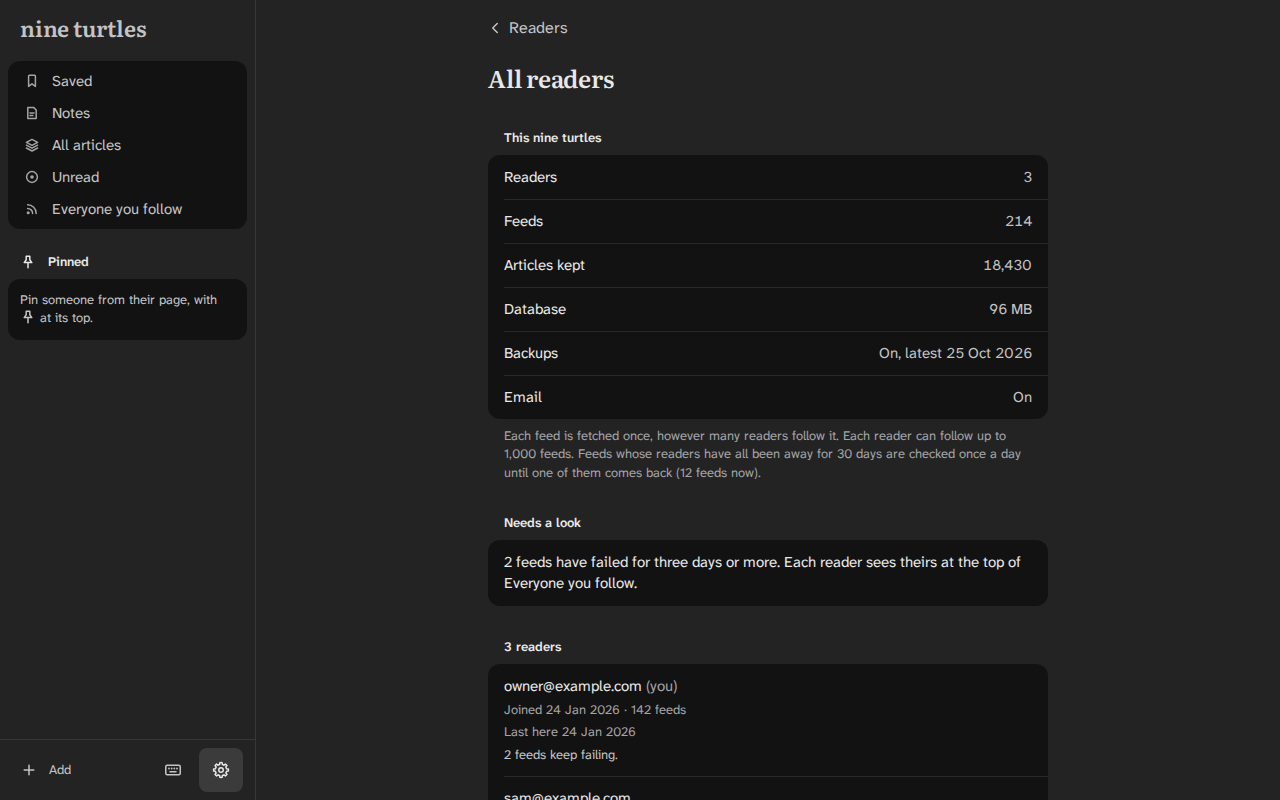 nine turtles
Saved
Notes
All articles
Unread
Everyone you follow
Pinned
Pin someone from their page, with
at its top.
Add
Readers
All readers
This nine turtles
Readers 3
Feeds 214
Articles kept 18,430
Database 96 MB
Backups On, latest 25 Oct 2026
Email On
Each feed is fetched once, however many readers follow it. Each reader can follow up to
1,000 feeds. Feeds whose readers have all been away for 30 days are checked once a day
until one of them comes back (12 feeds now).
Needs a look
2 feeds have failed for three days or more. Each reader sees theirs at the top of
Everyone you follow.
3 readers
owner@example.com (you)
Joined 24 Jan 2026 · 142 feeds
Last here 24 Jan 2026
2 feeds keep failing.
sam@example.com